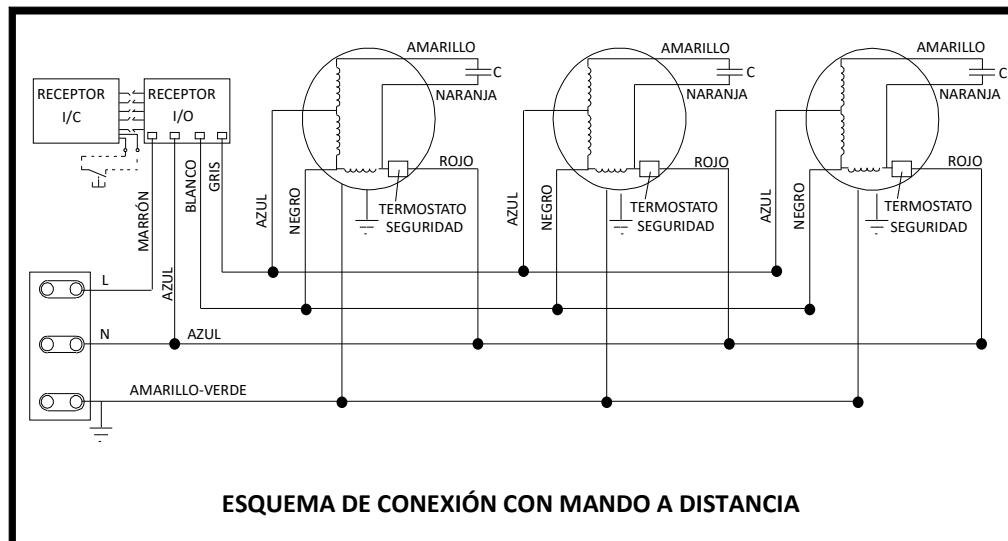 AMARILLO
C
NARANJA
ROJO
TERMOSTATO
SEGURIDAD
AZUL
NEGRO
AMARILLO
C
NARANJA
ROJO
TERMOSTATO
SEGURIDAD
AZUL
NEGRO
AMARILLO
C
NARANJA
ROJO
TERMOSTATO
SEGURIDAD
AZUL
NEGRO
RECEPTOR
I/C
RECEPTOR
I/O
MARRÓN
AZUL
BLANCO
GRIS
L
N
AZUL
AMARILLO-VERDE
ESQUEMA DE CONEXIÓN CON MANDO A DISTANCIA